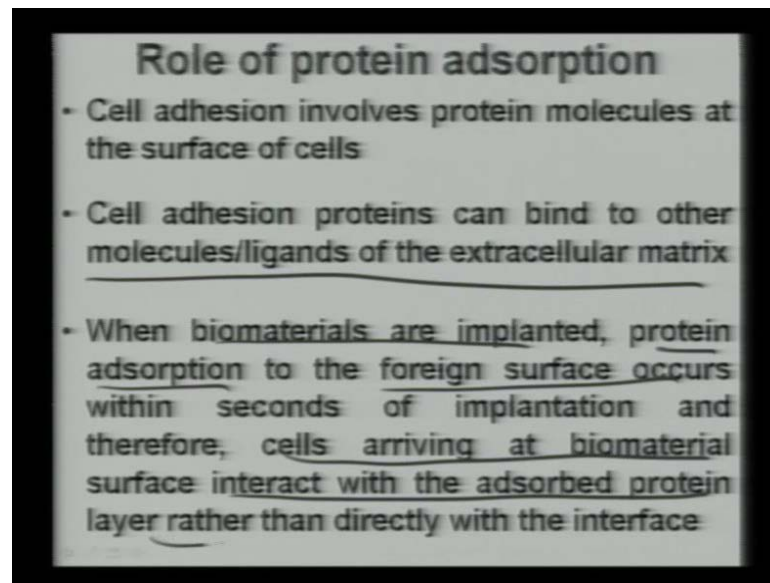 Role of protein adsorption
• Cell adhesion involves protein molecules at
the surface of cells
• Cell adhesion proteins can bind to other
molecules/ligands of the extracellular matrix
• When biomaterials are implanted, protein
adsorption to the foreign surface occurs
within seconds of implantation and
therefore, cells arriving at biomaterial
surface interact with the adsorbed protein
layer rather than directly with the interface